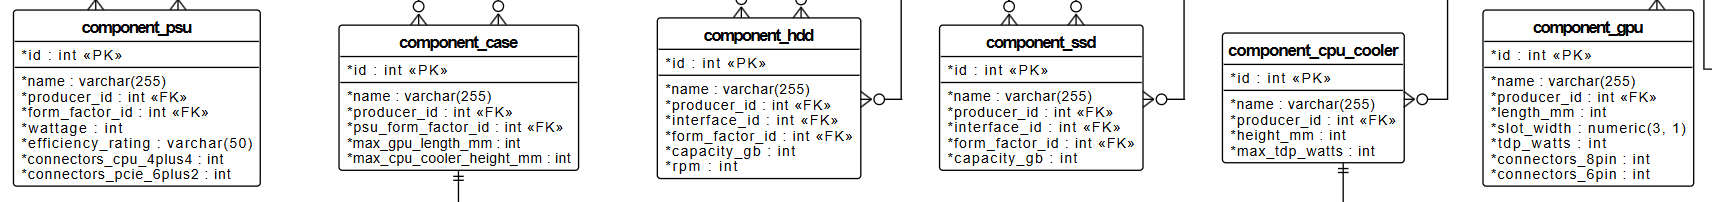 component_psu
*id : int «PK»
*name : varchar(255)
*producer_id : int «FK»
*form_factor_id : int «FK»
*wattage : int
*efficiency_rating : varchar(50)
*connectors_cpu_4plus4 : int
*connectors_pcie_6plus2 : int
component_case
*id : int «PK»
*name : varchar(255)
*producer_id : int «FK»
*psu_form_factor_id : int «FK»
*max_gpu_length_mm : int
*max_cpu_cooler_height_mm : int
component_hdd
*id : int «PK»
*name : varchar(255)
*producer_id : int «FK»
*interface_id : int «FK»
*form_factor_id : int «FK»
*capacity_gb : int
*rpm : int
component_ssd
*id : int «PK»
*name : varchar(255)
*producer_id : int «FK»
*interface_id : int «FK»
*form_factor_id : int «FK»
*capacity_gb : int
component_cpu_cooler
*id : int «PK»
*name : varchar(255)
*producer_id : int «FK»
*height_mm : int
*max_tdp_watts : int
component_gpu
*id : int «PK»
*name : varchar(255)
*producer_id : int «FK»
*length_mm : int
*slot_width : numeric(3, 1)
*tdp_watts : int
*connectors_8pin : int
*connectors_6pin : int